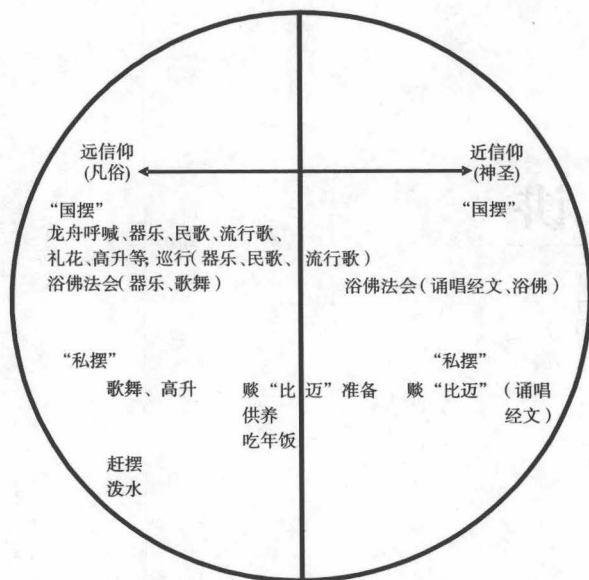 远信仰 近信仰
(凡俗) (神圣)
“国摆” “国摆”
龙舟呼喊、器乐、民歌、流行歌、
礼花、高升等; 巡行(器乐、民歌、流行歌)
浴佛法会(器乐、歌舞) 浴佛法会(诵唱经文、浴佛)
“私摆” “私摆”
歌舞、高升 赕“比迈”准备 赕“比迈”(诵唱
供养 经文)
吃年饭
赶摆
泼水